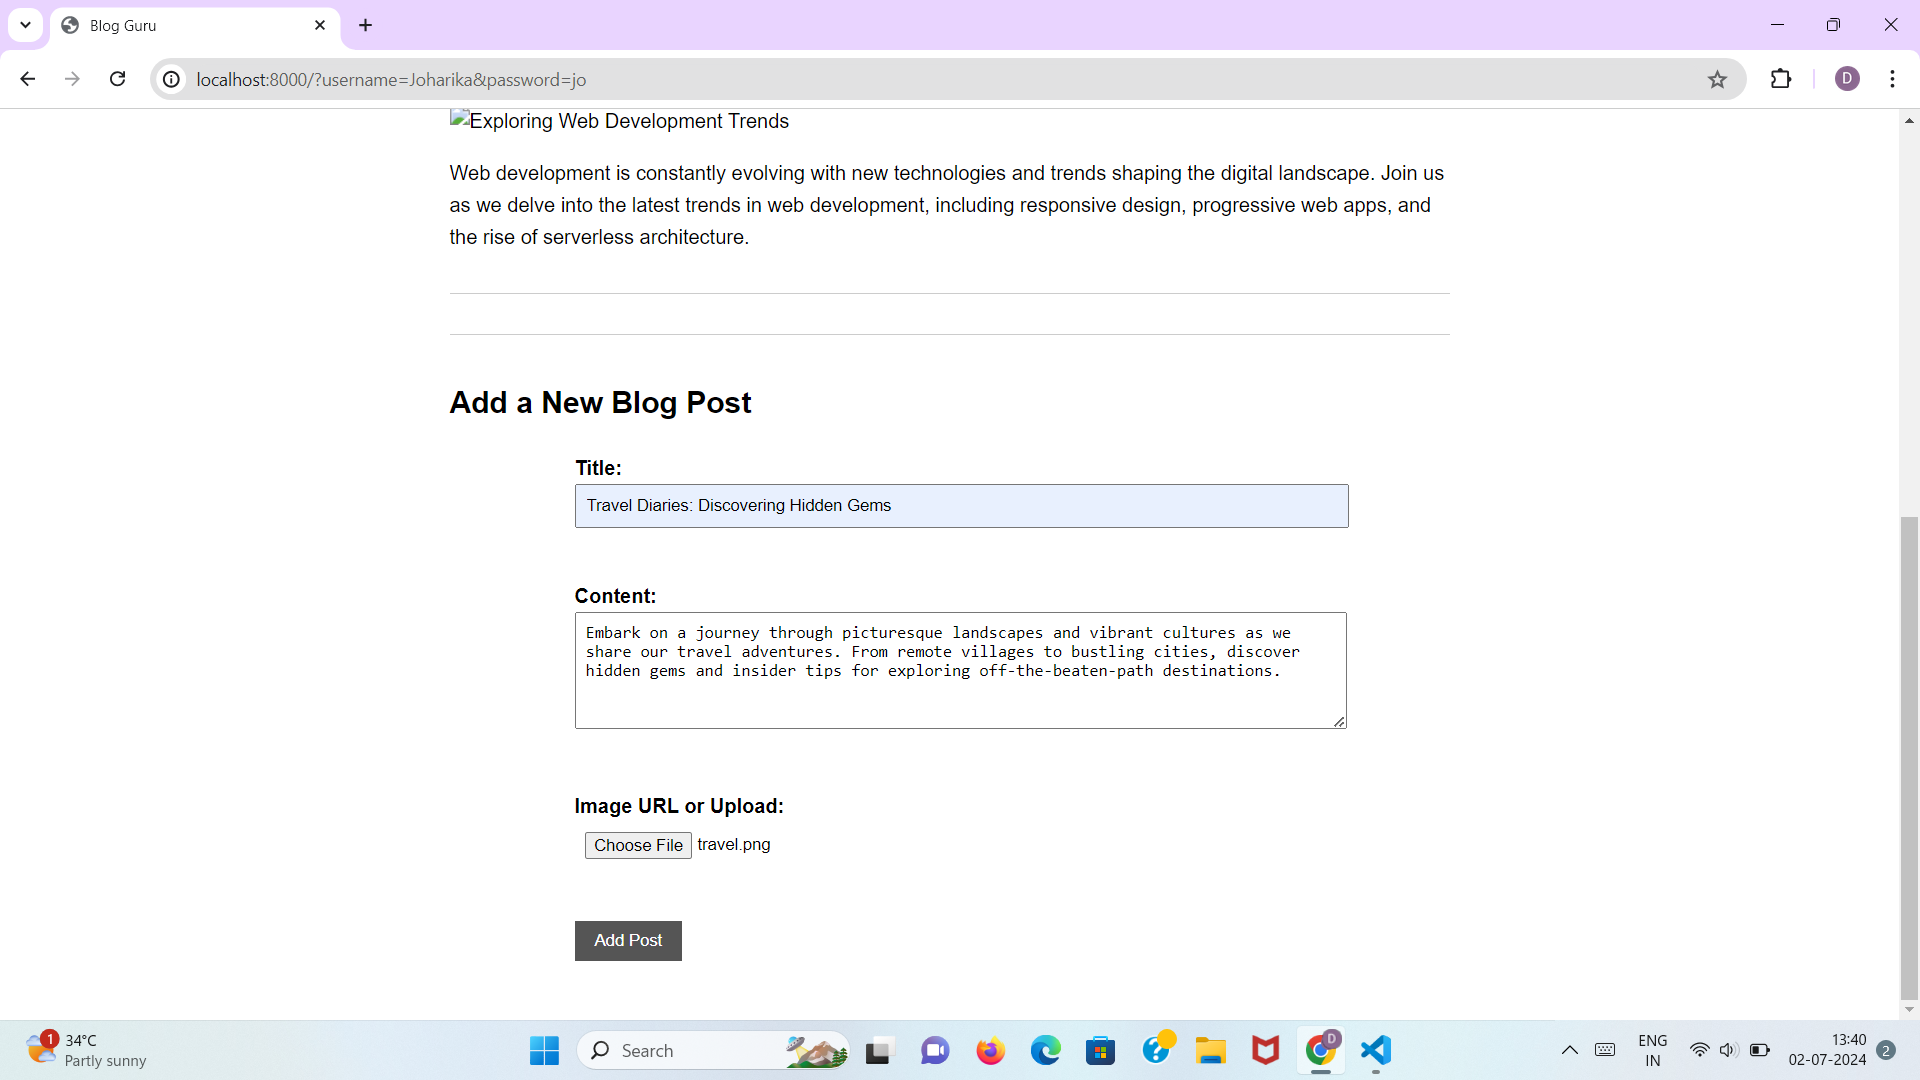 Blog Guru
localhost:8000/?username=Joharika&password=jo
D
Exploring Web Development Trends
Web development is constantly evolving with new technologies and trends shaping the digital landscape. Join us
as we delve into the latest trends in web development, including responsive design, progressive web apps, and
the rise of serverless architecture.
Add a New Blog Post
Title:
Travel Diaries: Discovering Hidden Gems
Content:
Embark on a journey through picturesque landscapes and vibrant cultures as we
share our travel adventures. From remote villages to bustling cities, discover
hidden gems and insider tips for exploring off-the-beaten-path destinations.
Image URL or Upload:
Choose File travel.png
Add Post
1
34°C
Partly sunny
Search
D
ENG
IN
13:40
02-07-2024
2